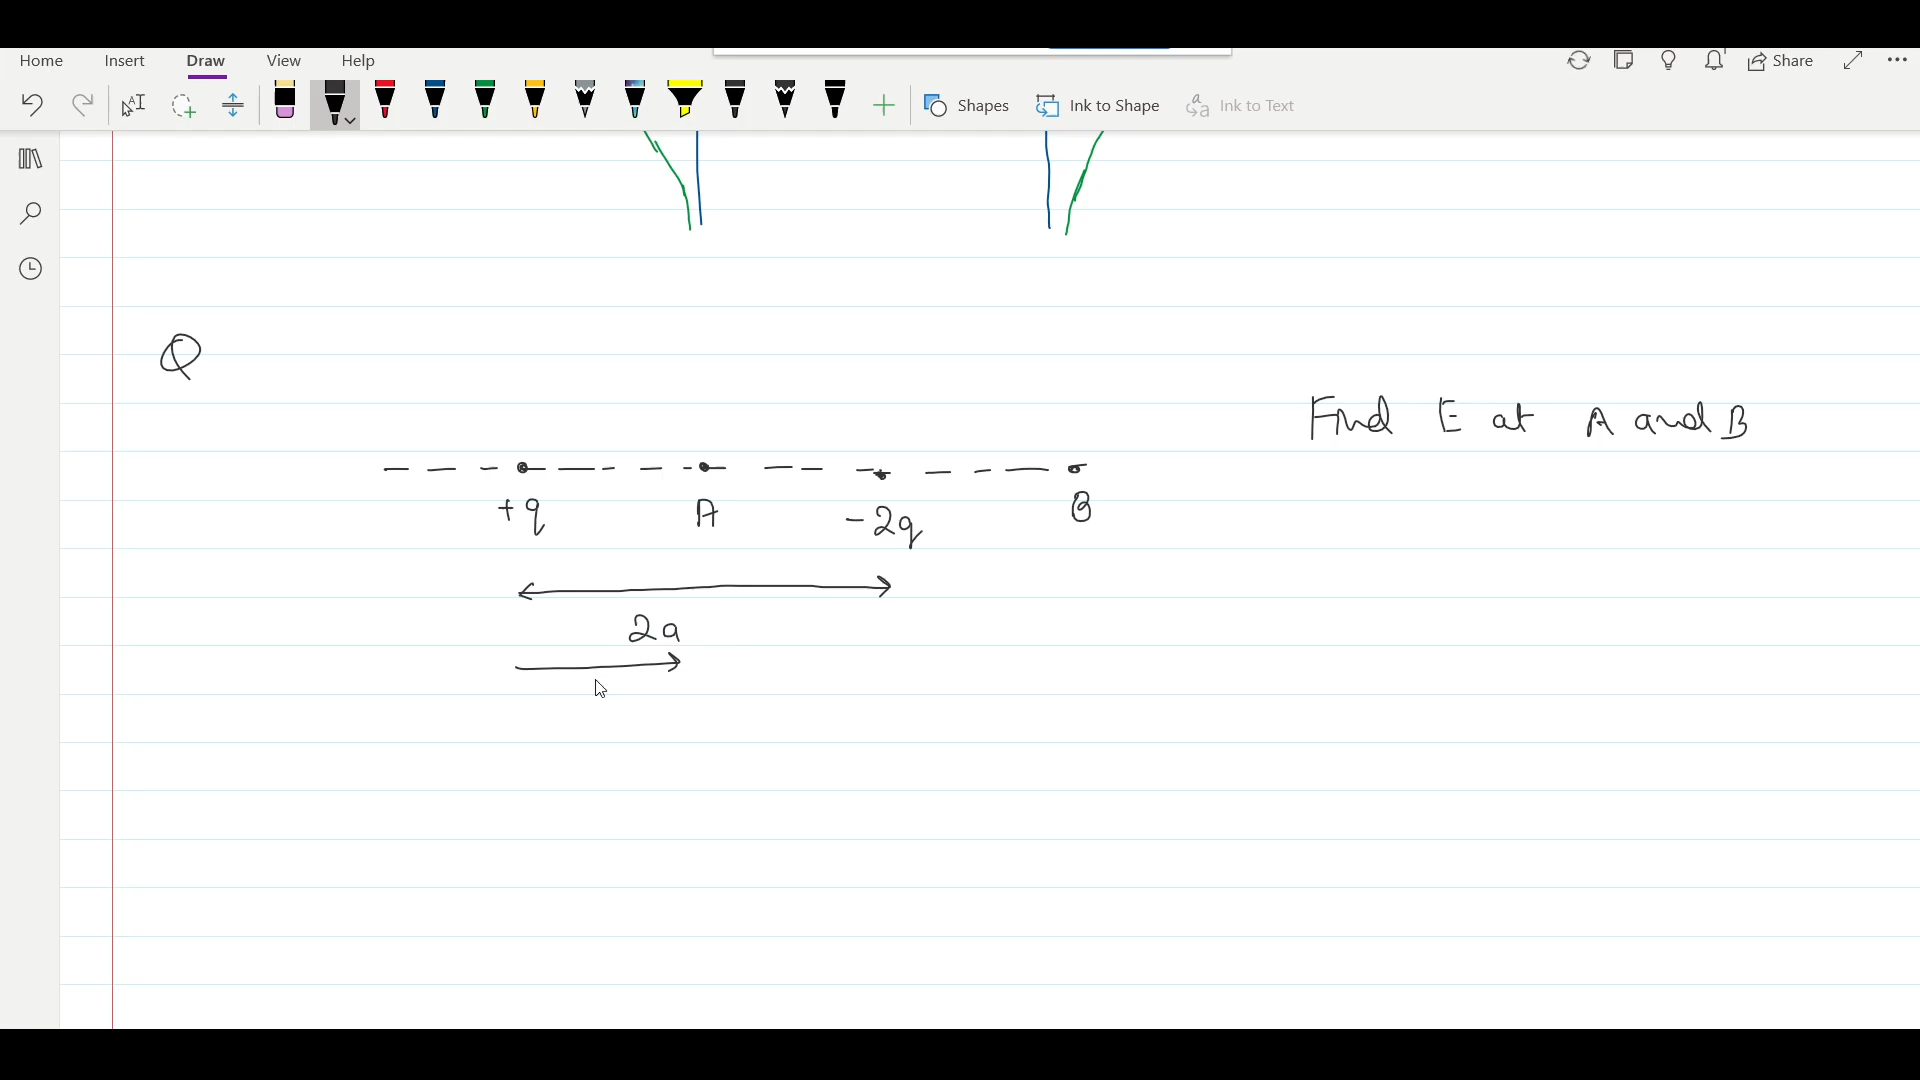 Home Insert Draw View Help Share
Shapes Ink to Shape Ink to Text
Q
Find E at A and B
+q A -2q B
2a